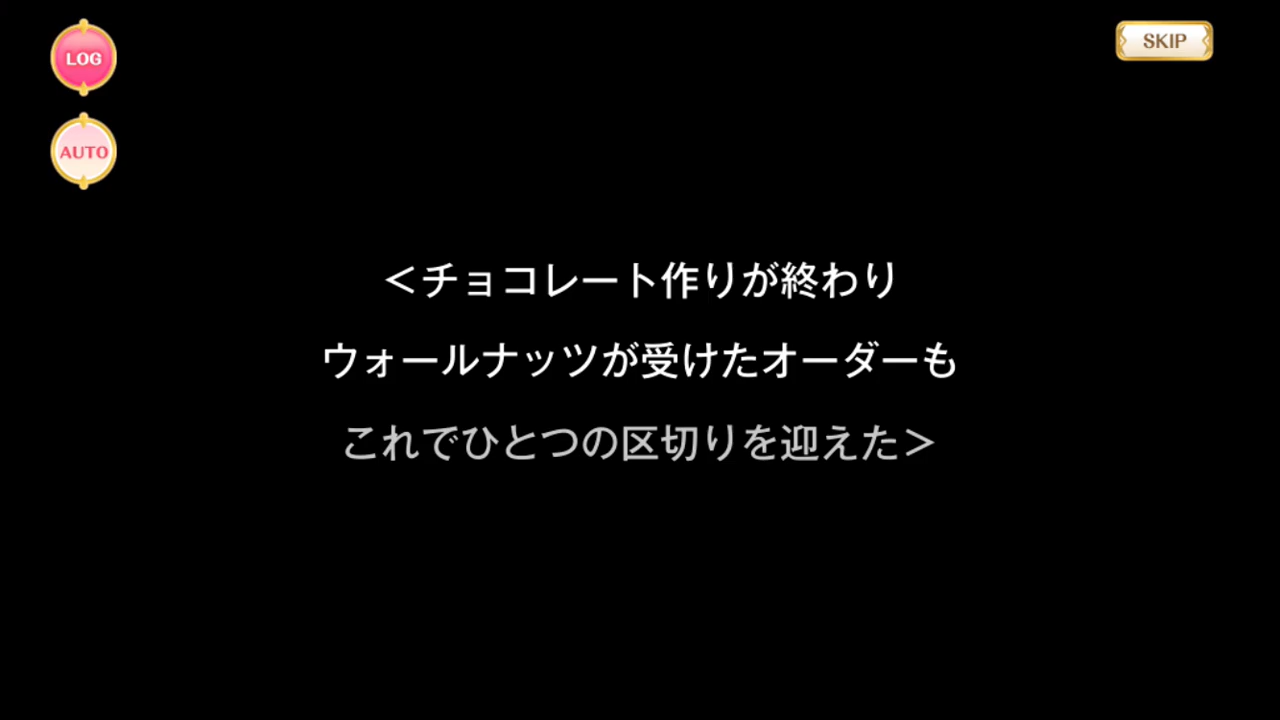 LOG
SKIP
AUTO
＜チョコレート作りが終わり
ウォールナッツが受けたオーダーも
これでひとつの区切りを迎えた＞